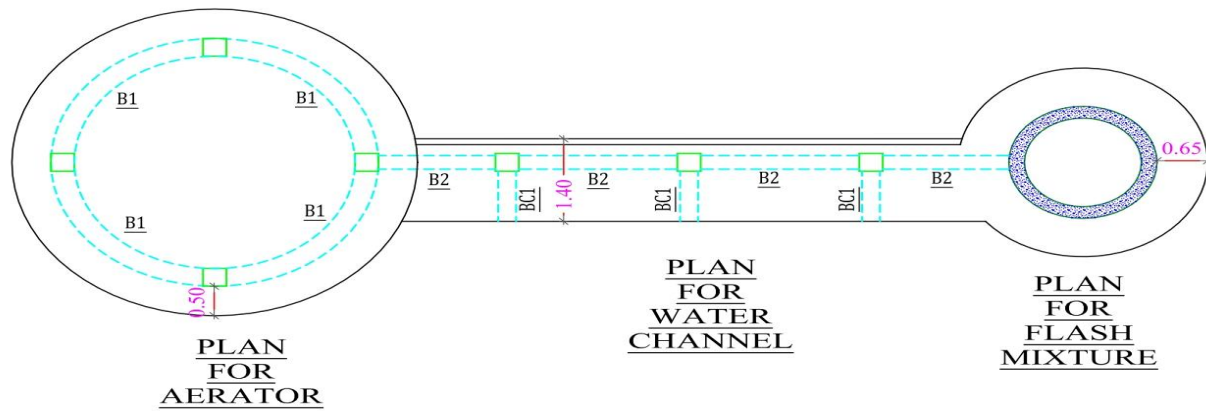 B1
B1
B1
B1
0.50
B2
B2
B2
B2
BC1
1.40
BC1
BC1
0.65
PLAN
FOR
AERATOR
PLAN
FOR
WATER
CHANNEL
PLAN
FOR
FLASH
MIXTURE